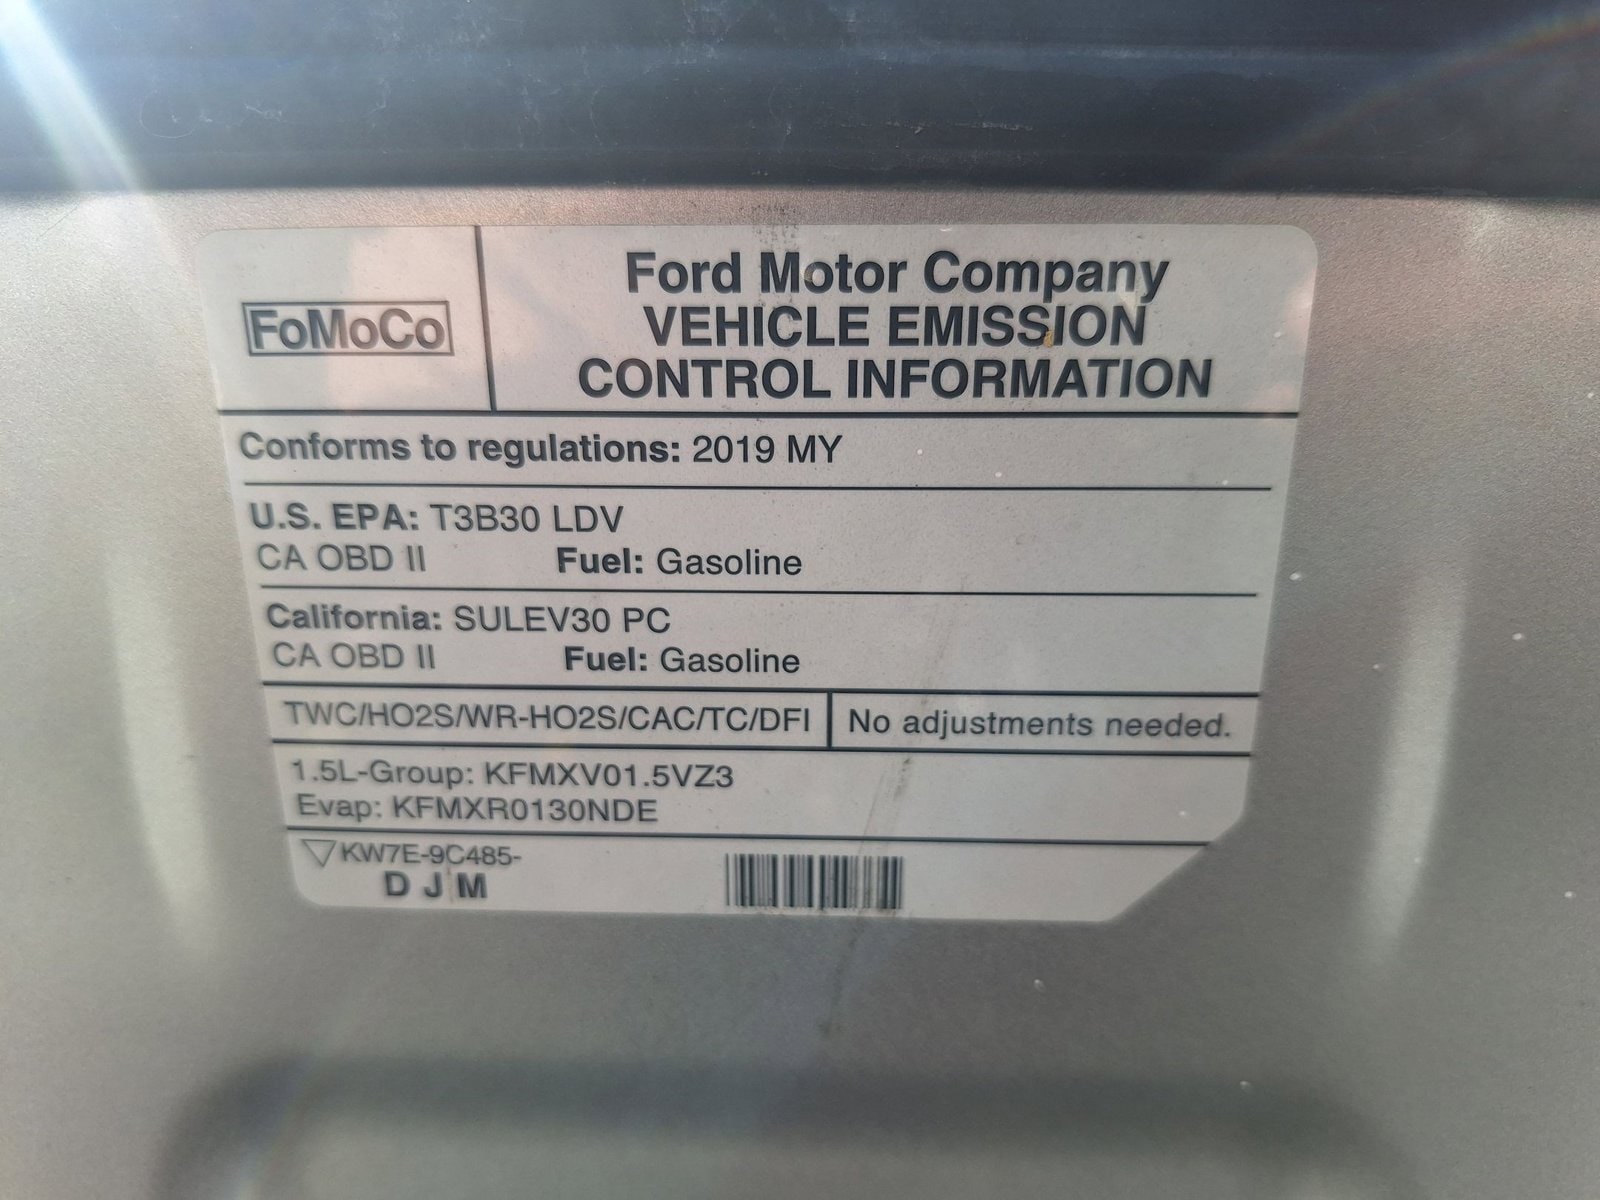 FoMoCo
Ford Motor Company
VEHICLE EMISSION
CONTROL INFORMATION
Conforms to regulations: 2019 MY
U.S. EPA: T3B30 LDV
CA OBD II Fuel: Gasoline
California: SULEV30 PC
CA OBD II Fuel: Gasoline
TWC/HO2S/WR-HO2S/CAC/TC/DFI No adjustments needed.
1.5L-Group: KFMXV01.5VZ3
Evap: KFMXR0130NDE
KW7E-9C485-
D J M